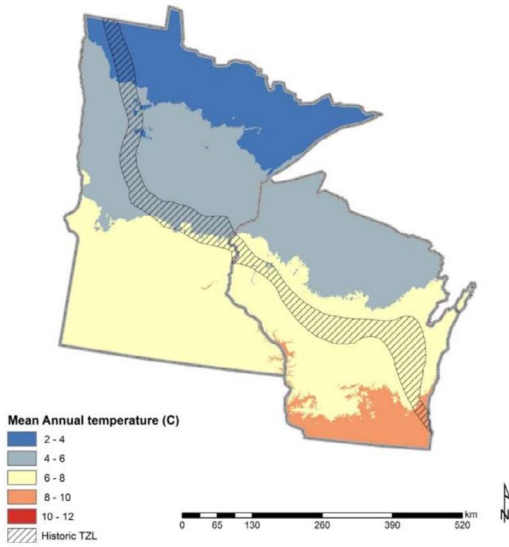 Mean Annual temperature (C)
2 - 4
4 - 6
6 - 8
8 - 10
10 - 12
Historic TZL
km
0 65 130 260 390 520
N